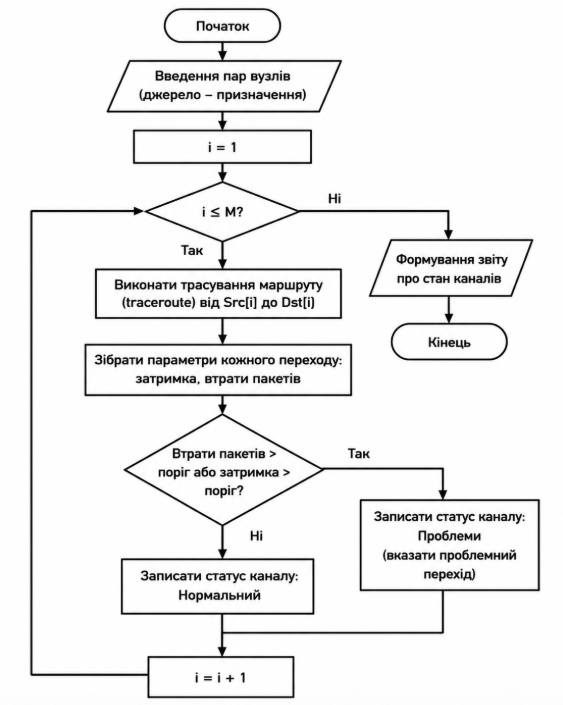 Початок
Введення пар вузлів
(джерело – призначення)
i = 1
i ≤ M?
Ні
Так
Формування звіту
про стан каналів
Виконати трасування маршруту
(traceroute) від Src[i] до Dst[i]
Кінець
Зібрати параметри кожного переходу:
затримка, втрати пакетів
Втрати пакетів >
поріг або затримка >
поріг?
Так
Ні
Записати статус каналу:
Проблеми
(вказати проблемний
перехід)
Записати статус каналу:
Нормальний
i = i + 1